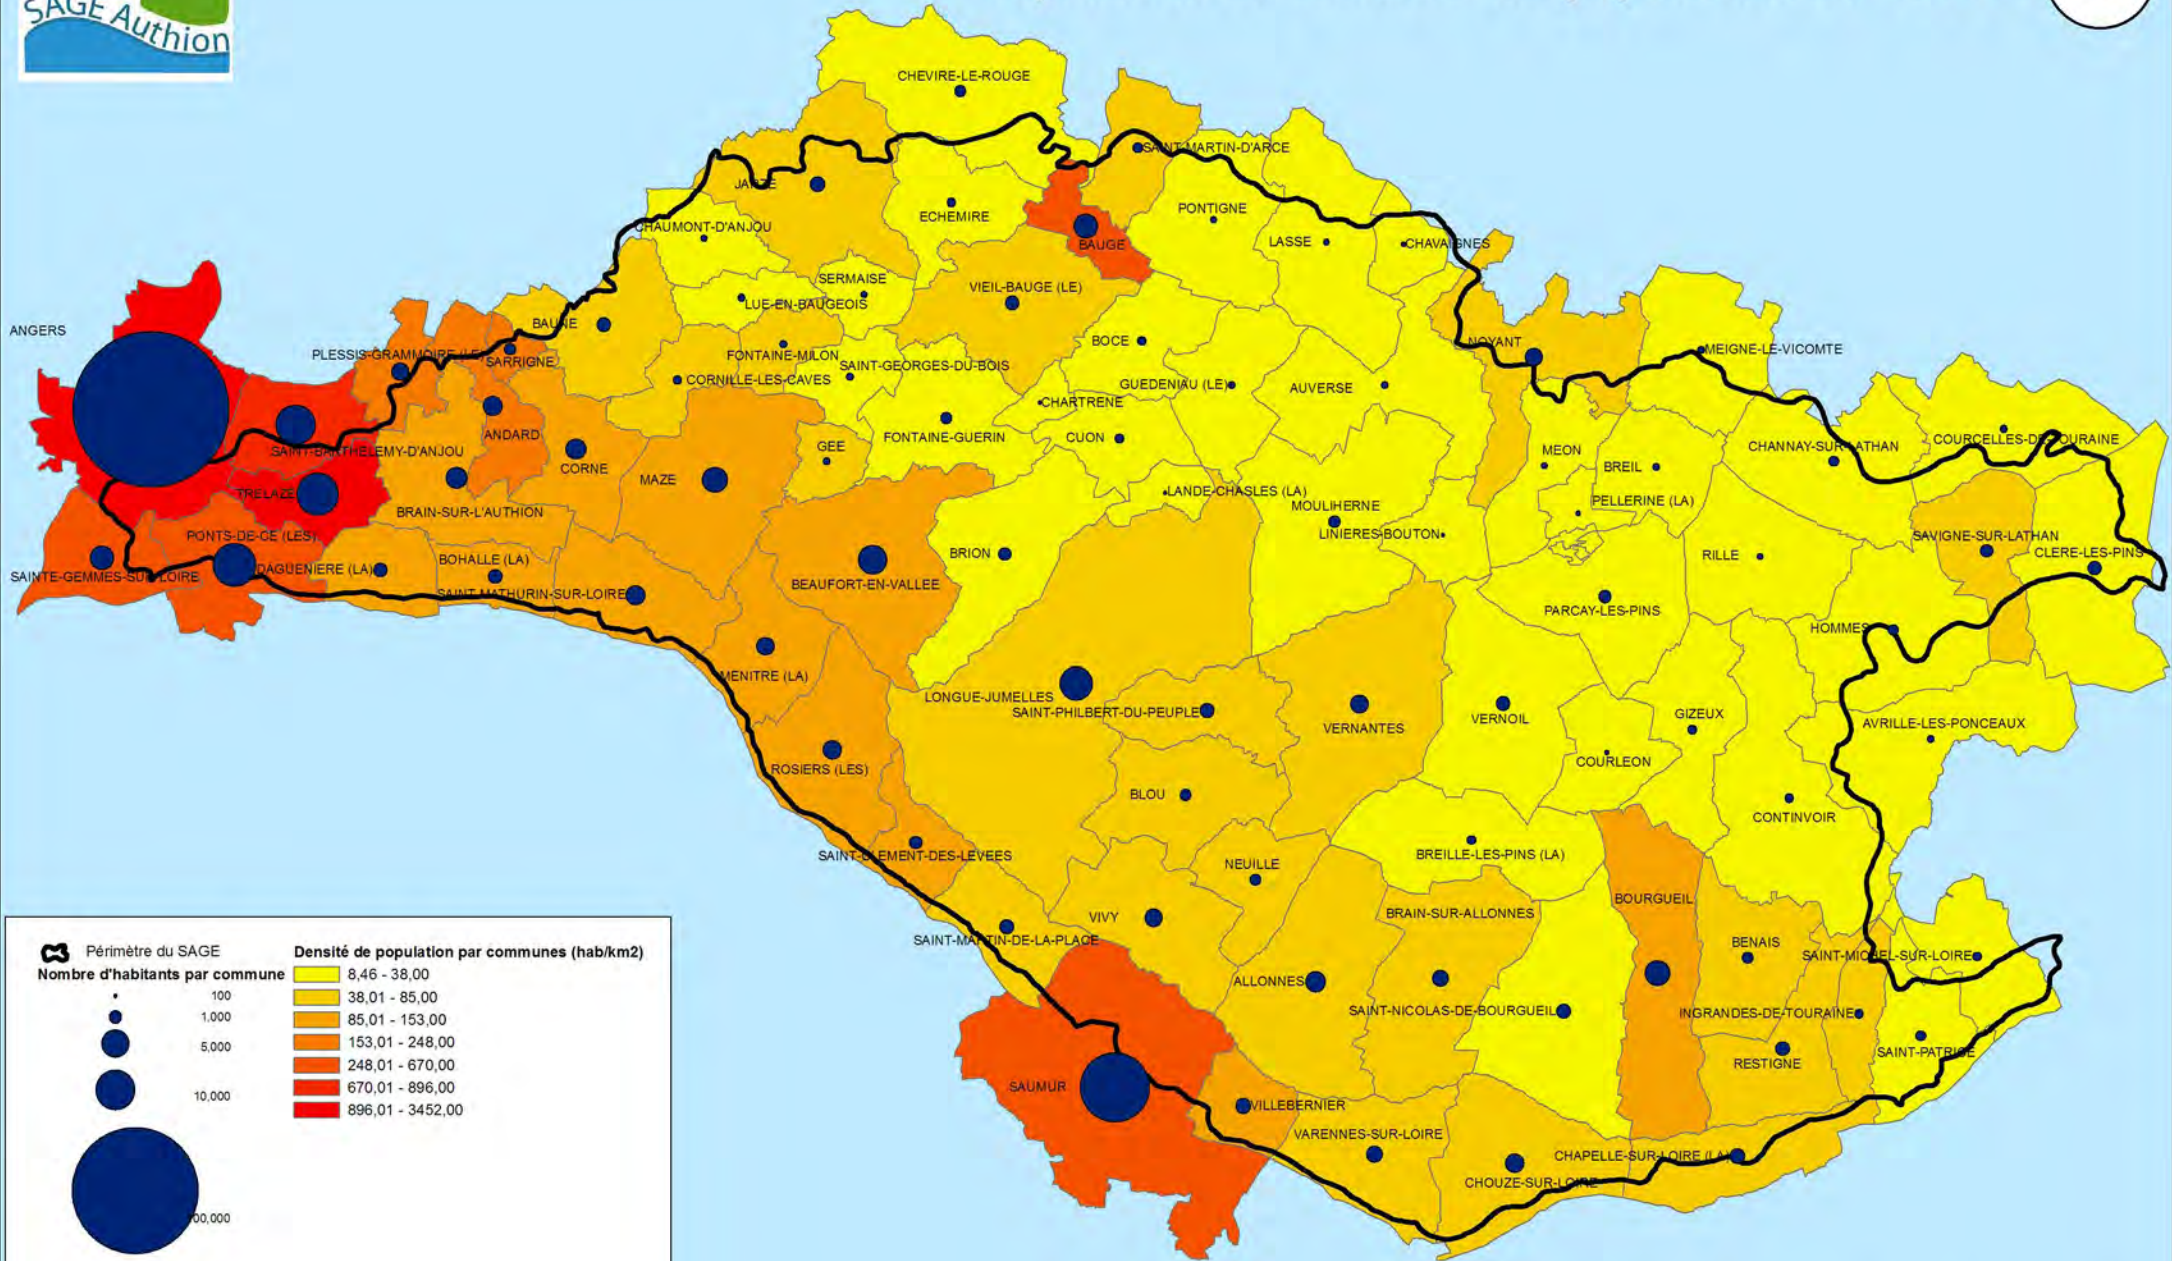 SAGE Authion
CHEVIRE-LE-ROUGE
SAINT-MARTIN-D'ARCE
JARZE
ECHEMIRE
PONTIGNE
CHAUMONT-D'ANJOU
BAUGE
LASSE
CHAVAIGNES
SERMAISE
VIEIL-BAUGE (LE)
LUE-EN-BAUGEOIS
ANGERS
BAUNE
BOCE
NOYANT
MEIGNE-LE-VICOMTE
PLESSIS-GRAMMOIRE (LE)
SARRIGNE
FONTAINE-MILON
SAINT-GEORGES-DU-BOIS
CORNILLE-LES-CAVES
GUEDENIAU (LE)
AUVERSE
CHARTRENE
ANDARD
FONTAINE-GUERIN
CUON
GEE
COURCELLES-DE-TOURAINE
CHANNAY-SUR-LATHAN
SAINT-BARTHELEMY-D'ANJOU
MEON
CORNE
BREIL
MAZE
TRELAZE
LANDE-CHASLES (LA)
PELLERINE (LA)
BRAIN-SUR-L'AUTHION
MOULIHERNE
LINIERES-BOUTON
PONTS-DE-CE (LES)
SAVIGNE-SUR-LATHAN
BOHALLE (LA)
BRION
RILLE
CLERE-LES-PINS
DAGUENIERE (LA)
SAINTE-GEMMES-SUR-LOIRE
BEAUFORT-EN-VALLEE
SAINT-MATHURIN-SUR-LOIRE
PARCAY-LES-PINS
HOMMES
MENITRE (LA)
LONGUE-JUMELLES
SAINT-PHILBERT-DU-PEUPLE
VERNANTES
VERNOIL
GIZEUX
AVRILLE-LES-PONCEAUX
ROSIERS (LES)
COURLEON
BLOU
CONTINVOIR
SAINT-CLEMENT-DES-LEVEES
NEUILLE
BREILLE-LES-PINS (LA)
BOURGUEIL
VIVY
BRAIN-SUR-ALLONNES
SAINT-MARTIN-DE-LA-PLACE
BENAIS
SAINT-MICHEL-SUR-LOIRE
ALLONNES
SAINT-NICOLAS-DE-BOURGUEIL
INGRANDES-DE-TOURAINE
SAINT-PATRICE
RESTIGNE
SAUMUR
VILLEBERNIER
VARENNES-SUR-LOIRE
CHAPELLE-SUR-LOIRE (LA)
CHOUZE-SUR-LOIRE
Périmètre du SAGE
Nombre d'habitants par commune
100
1,000
5,000
10,000
100,000
Densité de population par communes (hab/km2)
8,46 - 38,00
38,01 - 85,00
85,01 - 153,00
153,01 - 248,00
248,01 - 670,00
670,01 - 896,00
896,01 - 3452,00